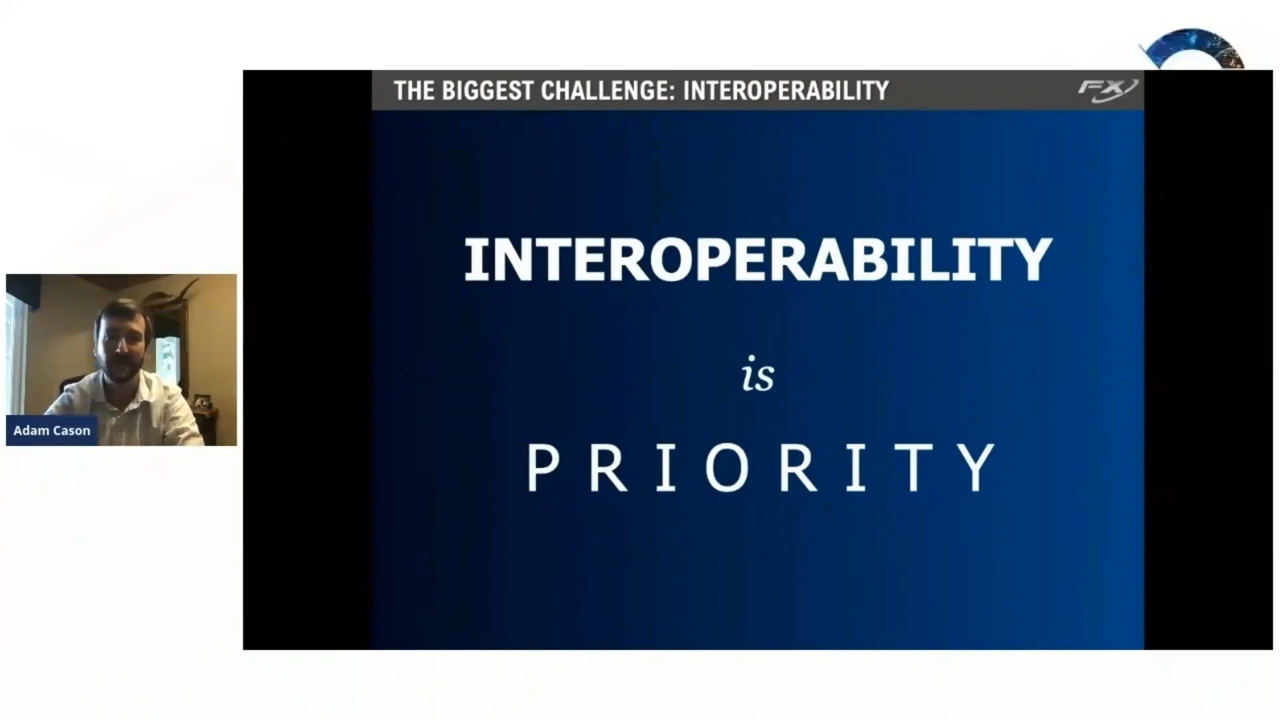 THE BIGGEST CHALLENGE: INTEROPERABILITY
FX
INTEROPERABILITY
is
PRIORITY
Adam Cason